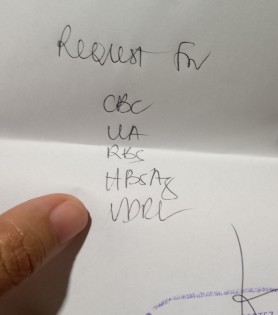 Request for
CBC
UA
RBS
HBsAg
VDRL